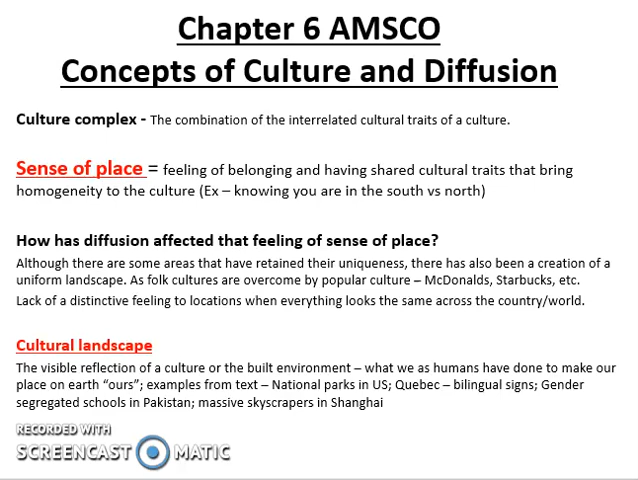 Chapter 6 AMSCO
Concepts of Culture and Diffusion
Culture complex - The combination of the interrelated cultural traits of a culture.
Sense of place = feeling of belonging and having shared cultural traits that bring
homogeneity to the culture (Ex – knowing you are in the south vs north)
How has diffusion affected that feeling of sense of place?
Although there are some areas that have retained their uniqueness, there has also been a creation of a
uniform landscape. As folk cultures are overcome by popular culture – McDonalds, Starbucks, etc.
Lack of a distinctive feeling to locations when everything looks the same across the country/world.
Cultural landscape
The visible reflection of a culture or the built environment – what we as humans have done to make our
place on earth “ours”; examples from text – National parks in US; Quebec – bilingual signs; Gender
segregated schools in Pakistan; massive skyscrapers in Shanghai
RECORDED WITH
SCREENCAST MATIC